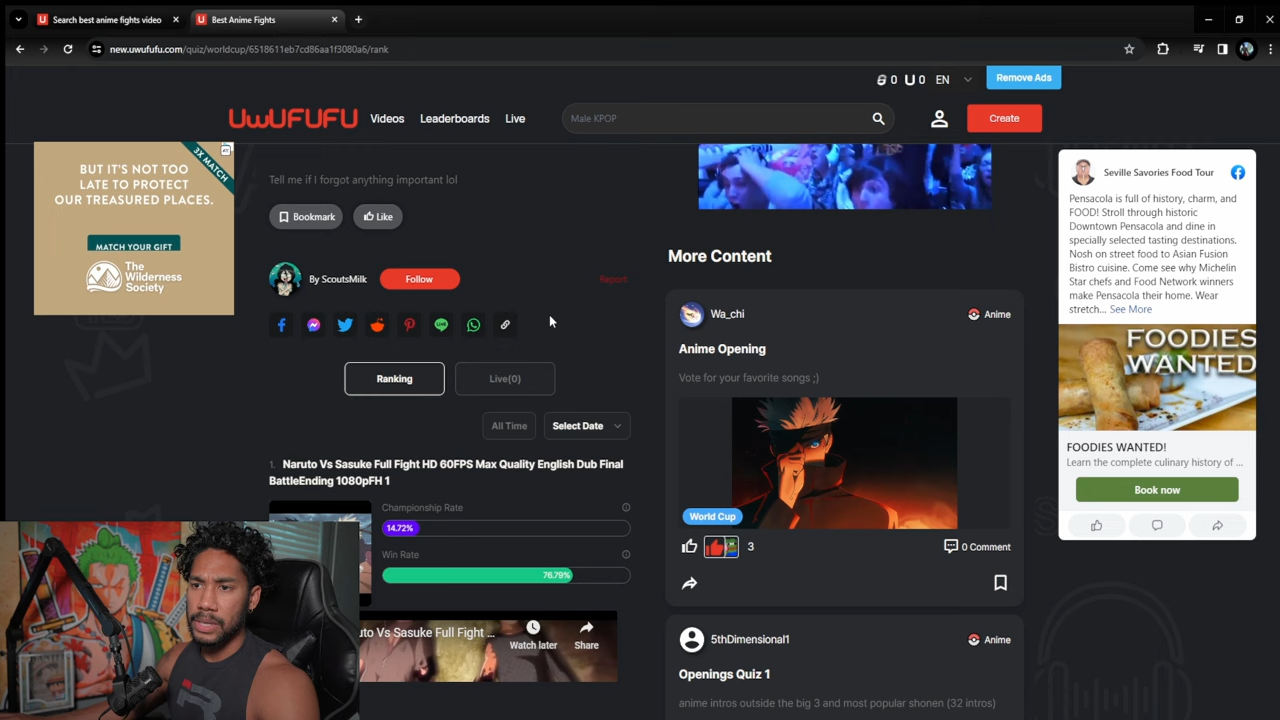 Search best anime fights video
Best Anime Fights
new.uwufufu.com/quiz/worldcup/6518611eb7cd86aa1f3080a6/rank
0 0 EN
Remove Ads
UwUFUFU
Videos
Leaderboards
Live
Male KPOP
Create
3X MATCH
BUT IT'S NOT TOO
LATE TO PROTECT
OUR TREASURED PLACES.
MATCH YOUR GIFT
The
Wilderness
Society
Tell me if I forgot anything important lol
Bookmark
Like
By ScoutsMilk
Follow
Report
Ranking
Live(0)
All Time
Select Date
1. Naruto Vs Sasuke Full Fight HD 60FPS Max Quality English Dub Final
BattleEnding 1080pFH 1
Championship Rate
14.72%
Win Rate
76.79%
uto Vs Sasuke Full Fight ...
Watch later
Share
More Content
Wa_chi
Anime
Anime Opening
Vote for your favorite songs ;)
World Cup
3
0 Comment
5thDimensional1
Anime
Openings Quiz 1
anime intros outside the big 3 and most popular shonen (32 intros)
Seville Savories Food Tour
Pensacola is full of history, charm, and
FOOD! Stroll through historic
Downtown Pensacola and dine in
specially selected tasting destinations.
Nosh on street food to Asian Fusion
Bistro cuisine. Come see why Michelin
Star chefs and Food Network winners
make Pensacola their home. Wear
stretch... See More
FOODIES
WANTED
FOODIES WANTED!
Learn the complete culinary history of ...
Book now